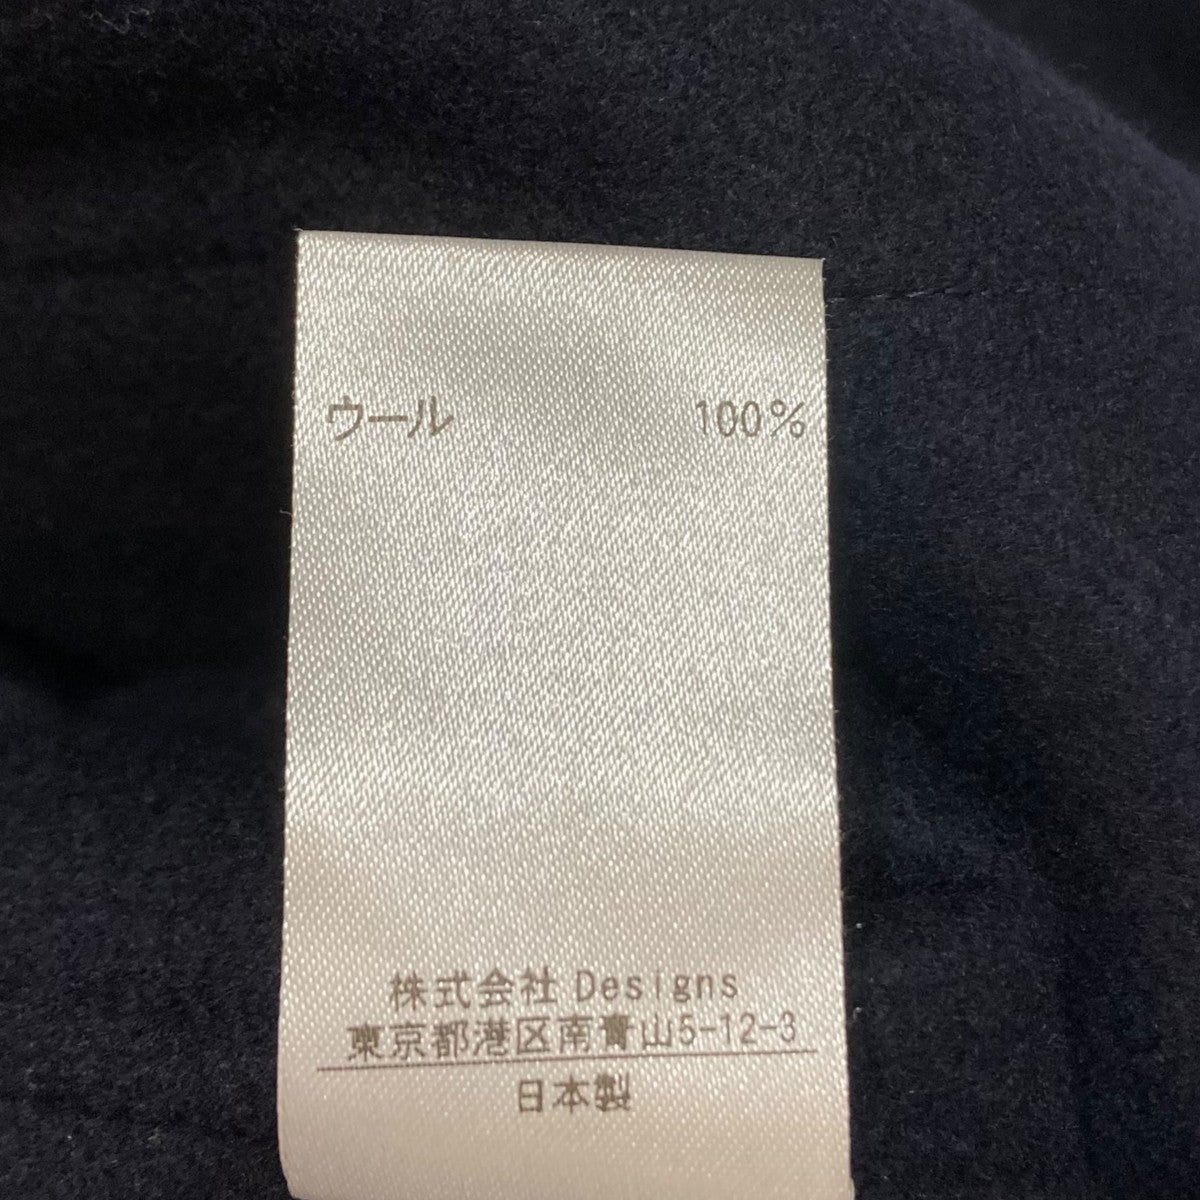 ウール 100%
株式会社 Designs
東京都港区南青山5-12-3
日本製